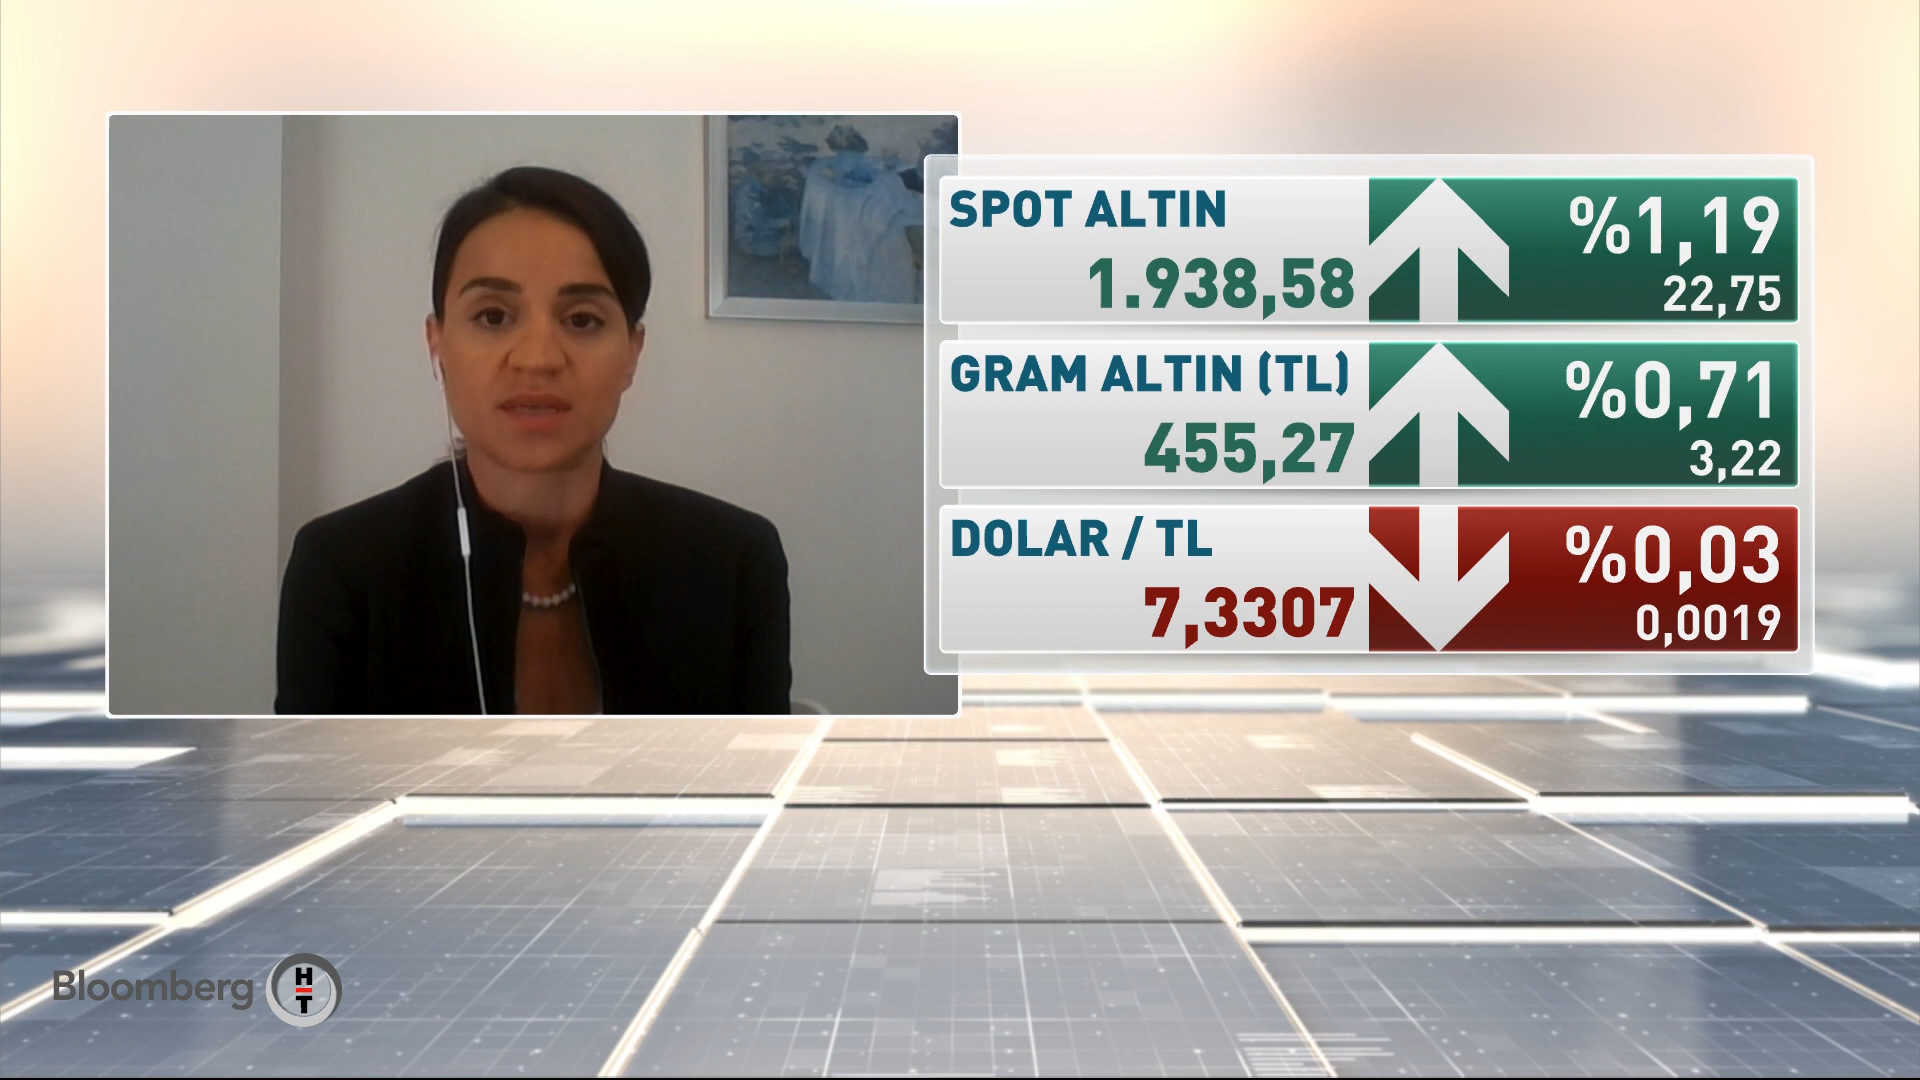 SPOT ALTIN
1.938,58
%1,19
22,75
GRAM ALTIN (TL)
455,27
%0,71
3,22
DOLAR / TL
7,3307
%0,03
0,0019
Bloomberg HT